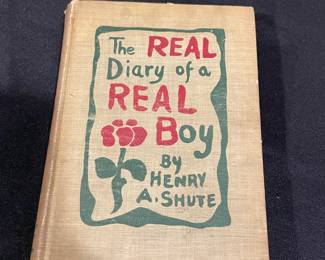 The REAL
Diary of a
REAL
Boy
By
HENRY
A. SHUTE